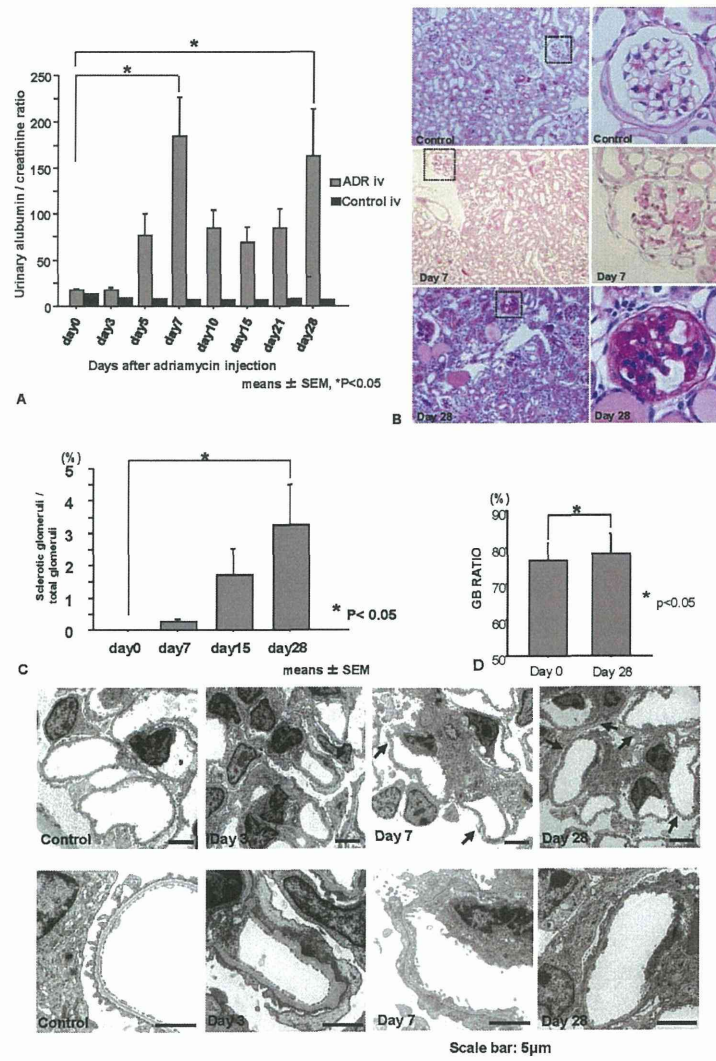 *
*
250
200
150
100
50
0
Urinary alubumin / creatinine ratio
ADR iv
Control iv
day0 day3 day5 day7 day10 day15 day21 day28
Days after adriamycin injection
means ± SEM, *P<0.05
A
Control
Control
Day 7
Day 7
Day 28
Day 28
B
(%)
*
5
4
3
2
1
0
Sclerotic glomeruli /
total glomeruli
* P< 0.05
day0 day7 day15 day28
means ± SEM
C
(%)
*
90
80
70
60
50
GB RATIO
* p<0.05
Day 0 Day 28
D
Control Day 3 Day 7 Day 28
Control Day 3 Day 7 Day 28
Scale bar: 5μm